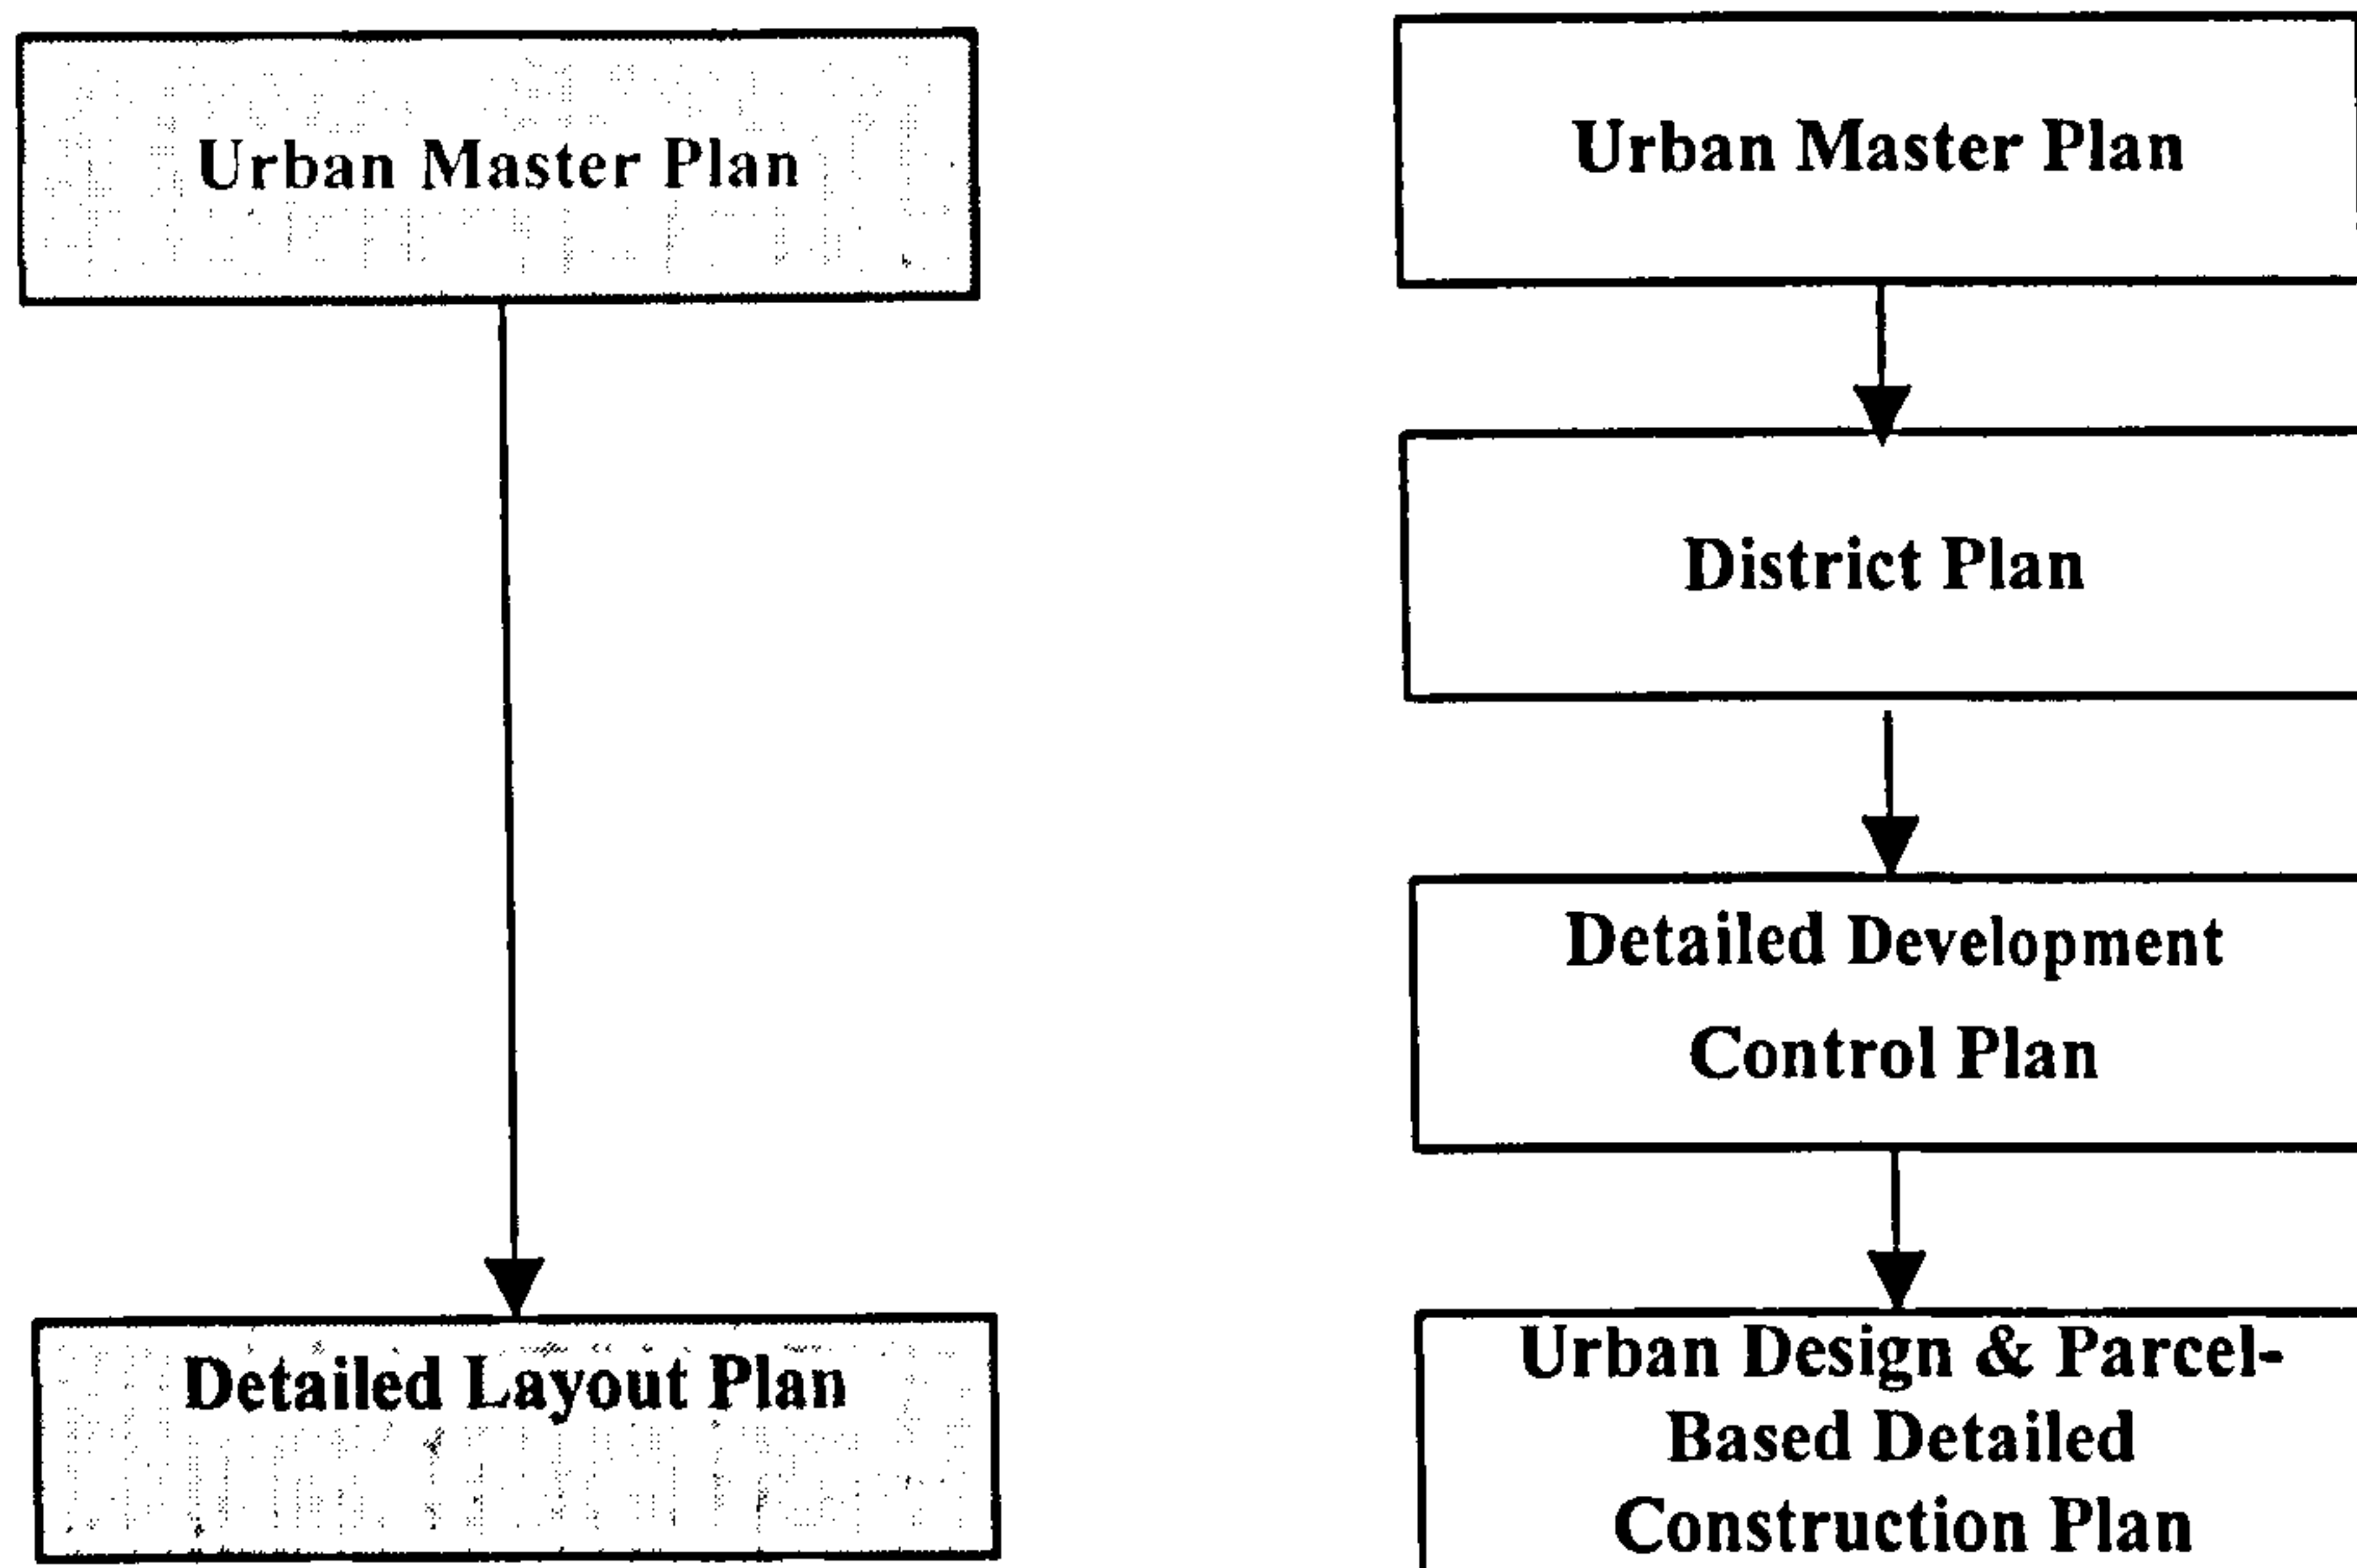 Urban Master Plan
Detailed Layout Plan
Urban Master Plan
District Plan
Detailed Development
Control Plan
Urban Design & Parcel-
Based Detailed
Construction Plan